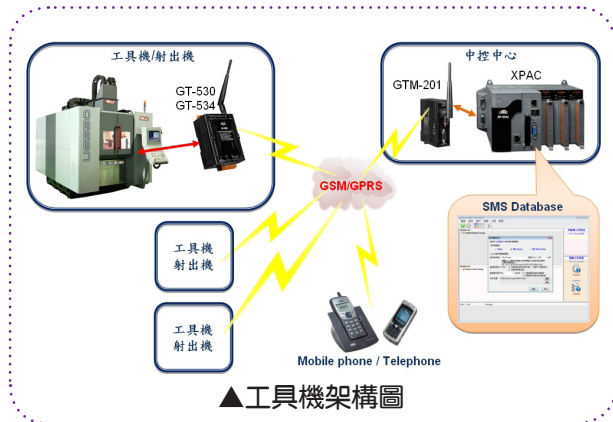 工具機/射出機
GT-530
GT-534
中控中心
GTM-201
XPAC
GSM/GPRS
SMS Database
工具機
射出機
工具機
射出機
Mobile phone / Telephone
▲工具機架構圖